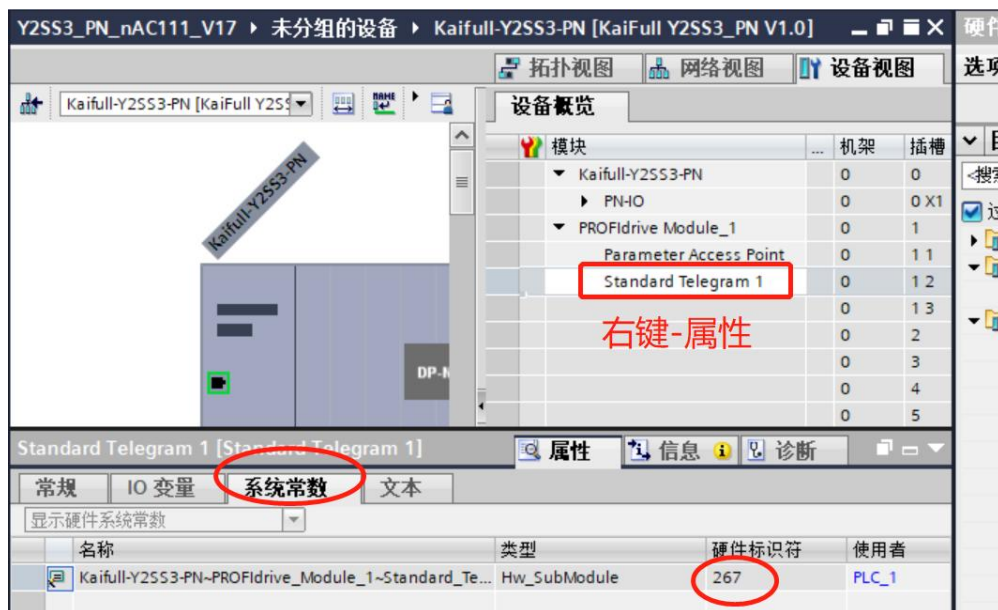 Y2SS3_PN_nAC111_V17 ▸ 未分组的设备 ▸ Kaifull-Y2SS3-PN [KaiFull Y2SS3_PN V1.0]
硬件
拓扑视图 网络视图 设备视图
选项
Kaifull-Y2SS3-PN [KaiFull Y2SS
设备概览
模块 ... 机架 插槽
Kaifull-Y2SS3-PN 0 0
<搜索
PN-IO 0 0 X1
过
PROFIdrive Module_1 0 1
Parameter Access Point 0 1 1
Standard Telegram 1 0 1 2
0 1 3
右键-属性
0 2
0 3
0 4
0 5
Kaifull-Y2SS3-PN
DP-N
Standard Telegram 1 [Standard Telegram 1]
属性 信息 诊断
常规 IO 变量 系统常数 文本
显示硬件系统常数
名称 类型 硬件标识符 使用者
Kaifull-Y2SS3-PN~PROFIdrive_Module_1~Standard_Te... Hw_SubModule 267 PLC_1